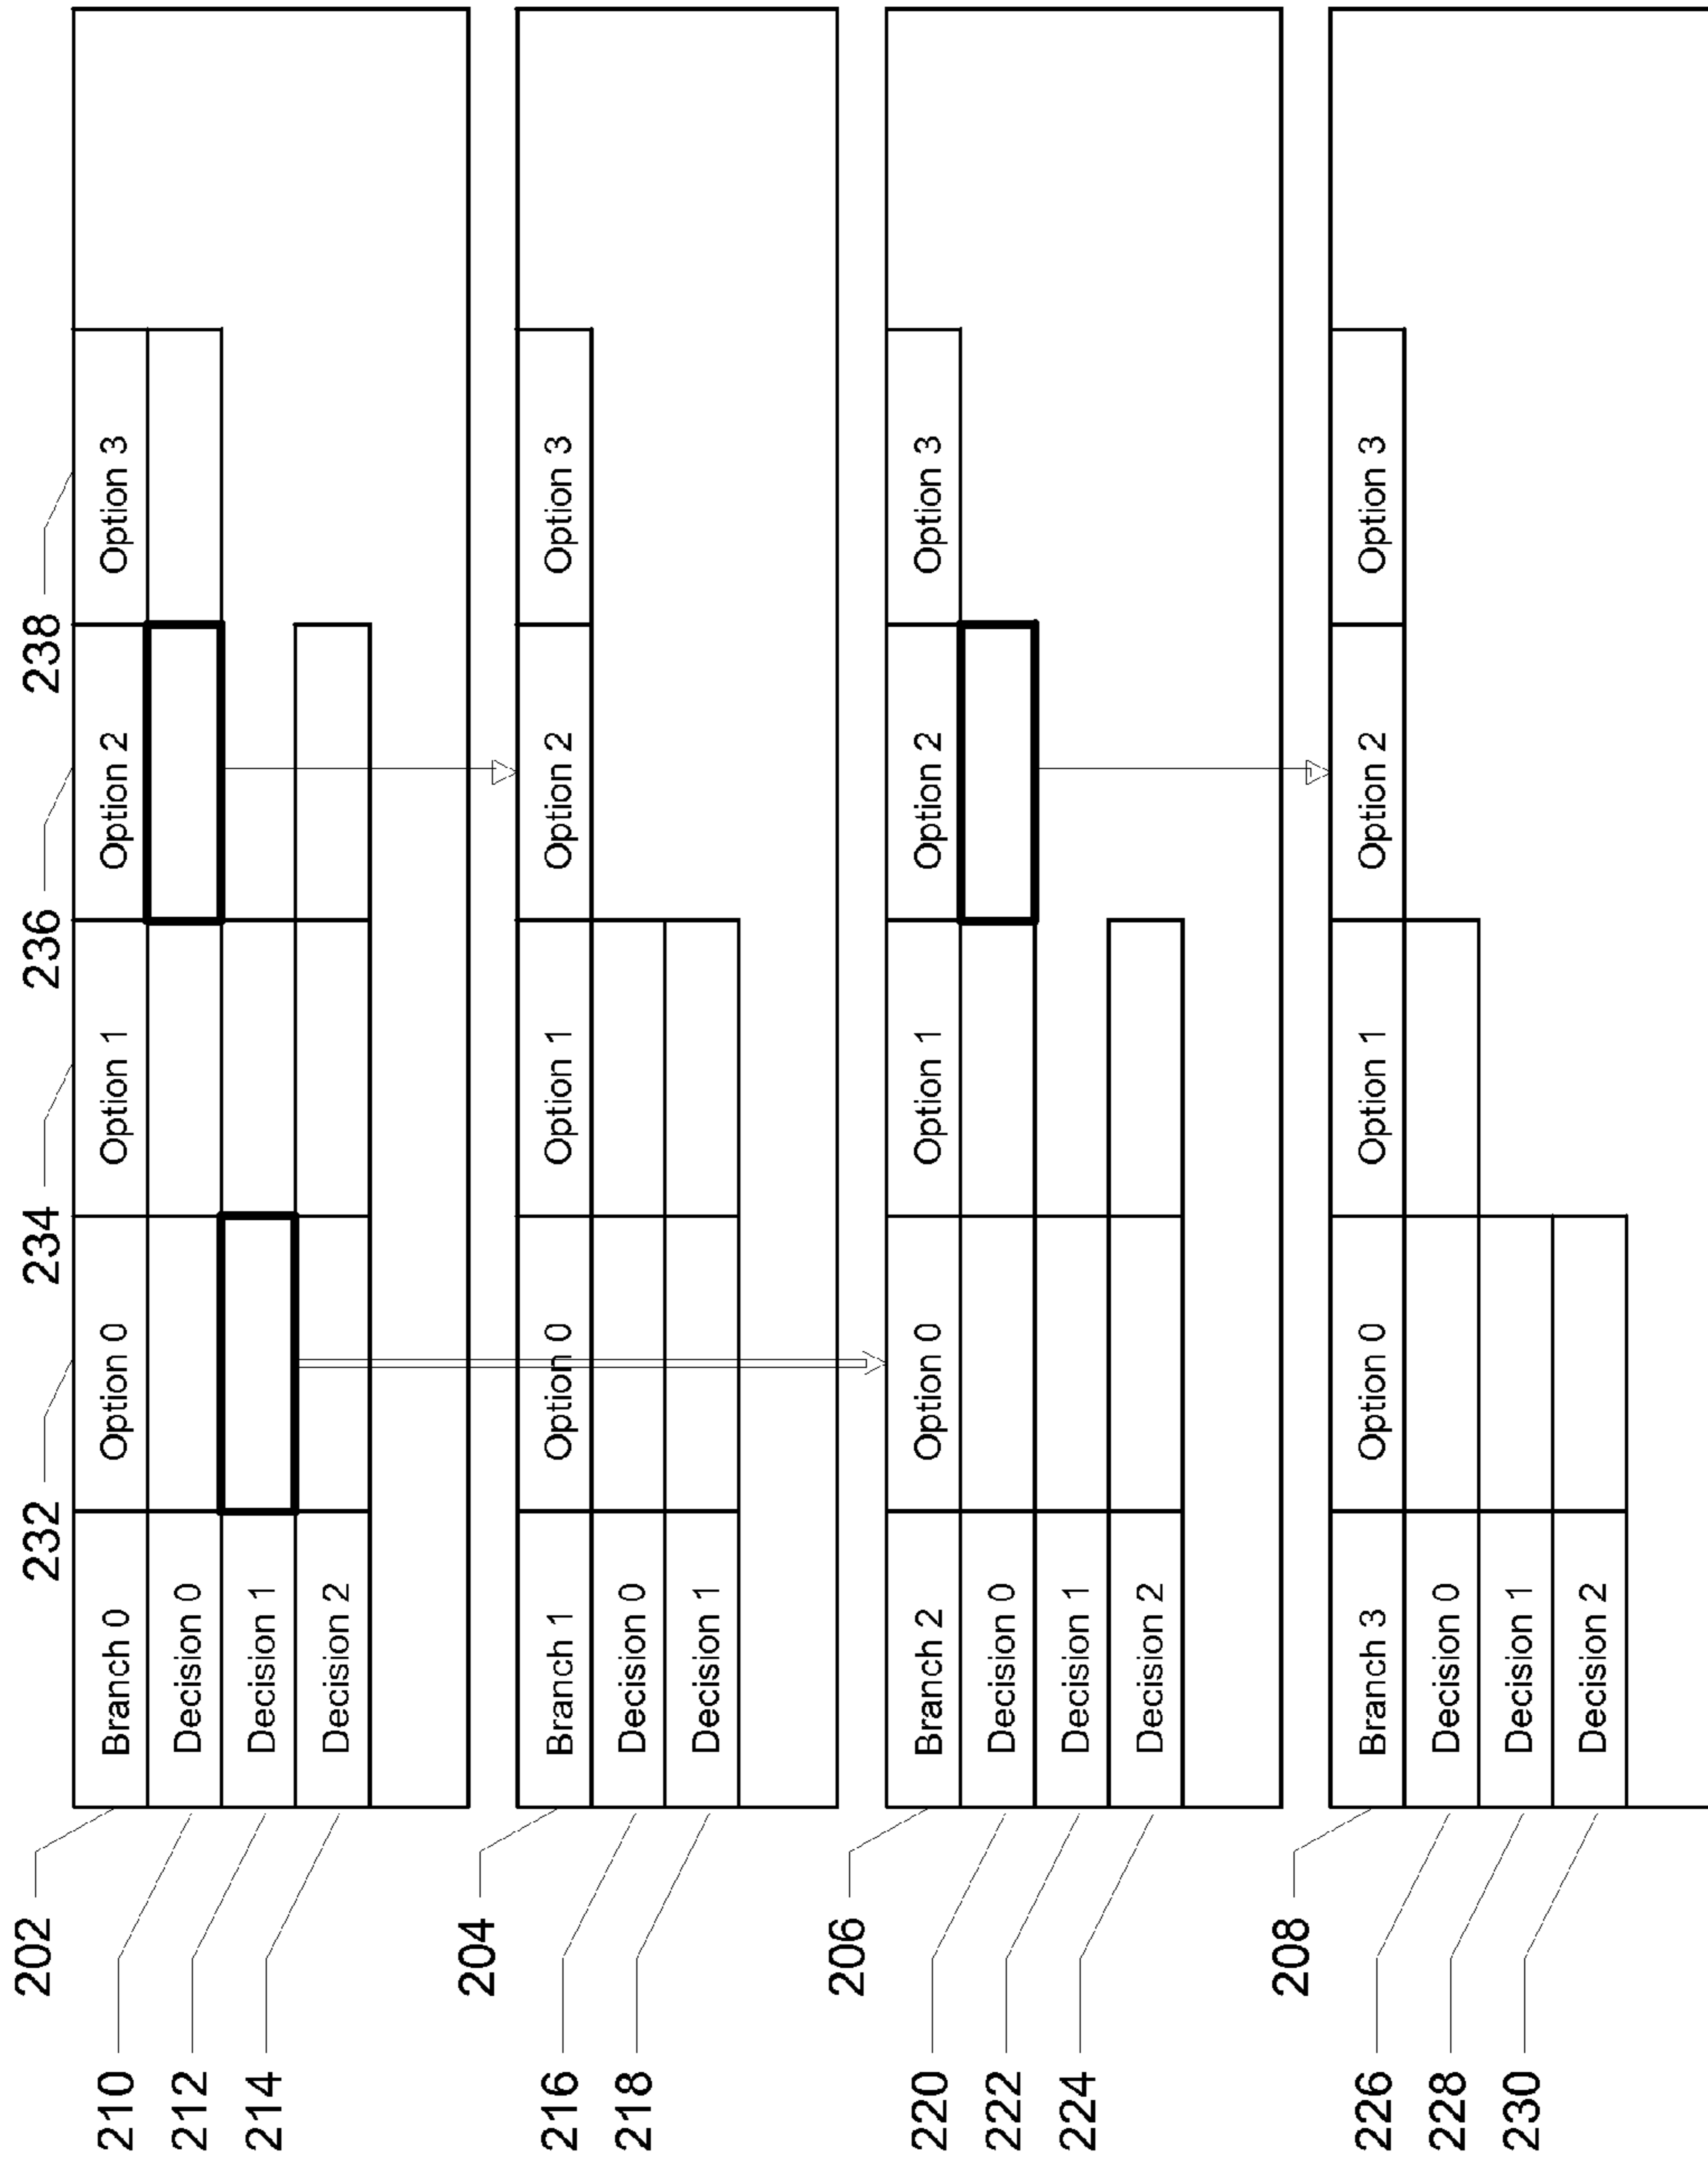 232 234 236 238
202 Branch 0 Option 0 Option 1 Option 2 Option 3
210 Decision 0
212 Decision 1
214 Decision 2
204 Branch 1 Option 0 Option 1 Option 2 Option 3
216 Decision 0
218 Decision 1
206 Branch 2 Option 0 Option 1 Option 2 Option 3
220 Decision 0
222 Decision 1
224 Decision 2
208 Branch 3 Option 0 Option 1 Option 2 Option 3
226 Decision 0
228 Decision 1
230 Decision 2